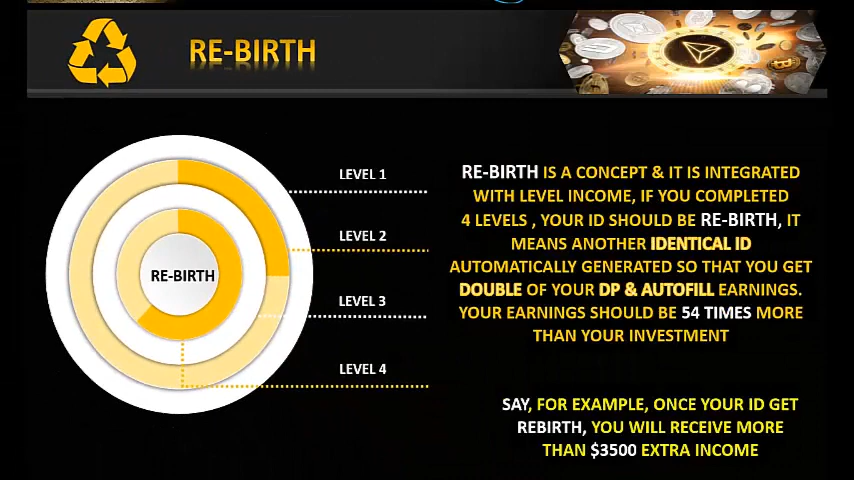 RE-BIRTH
LEVEL 1
LEVEL 2
LEVEL 3
LEVEL 4
RE-BIRTH
RE-BIRTH IS A CONCEPT & IT IS INTEGRATED
WITH LEVEL INCOME, IF YOU COMPLETED
4 LEVELS , YOUR ID SHOULD BE RE-BIRTH, IT
MEANS ANOTHER IDENTICAL ID
AUTOMATICALLY GENERATED SO THAT YOU GET
DOUBLE OF YOUR DP & AUTOFILL EARNINGS.
YOUR EARNINGS SHOULD BE 54 TIMES MORE
THAN YOUR INVESTMENT
SAY, FOR EXAMPLE, ONCE YOUR ID GET
REBIRTH, YOU WILL RECEIVE MORE
THAN $3500 EXTRA INCOME